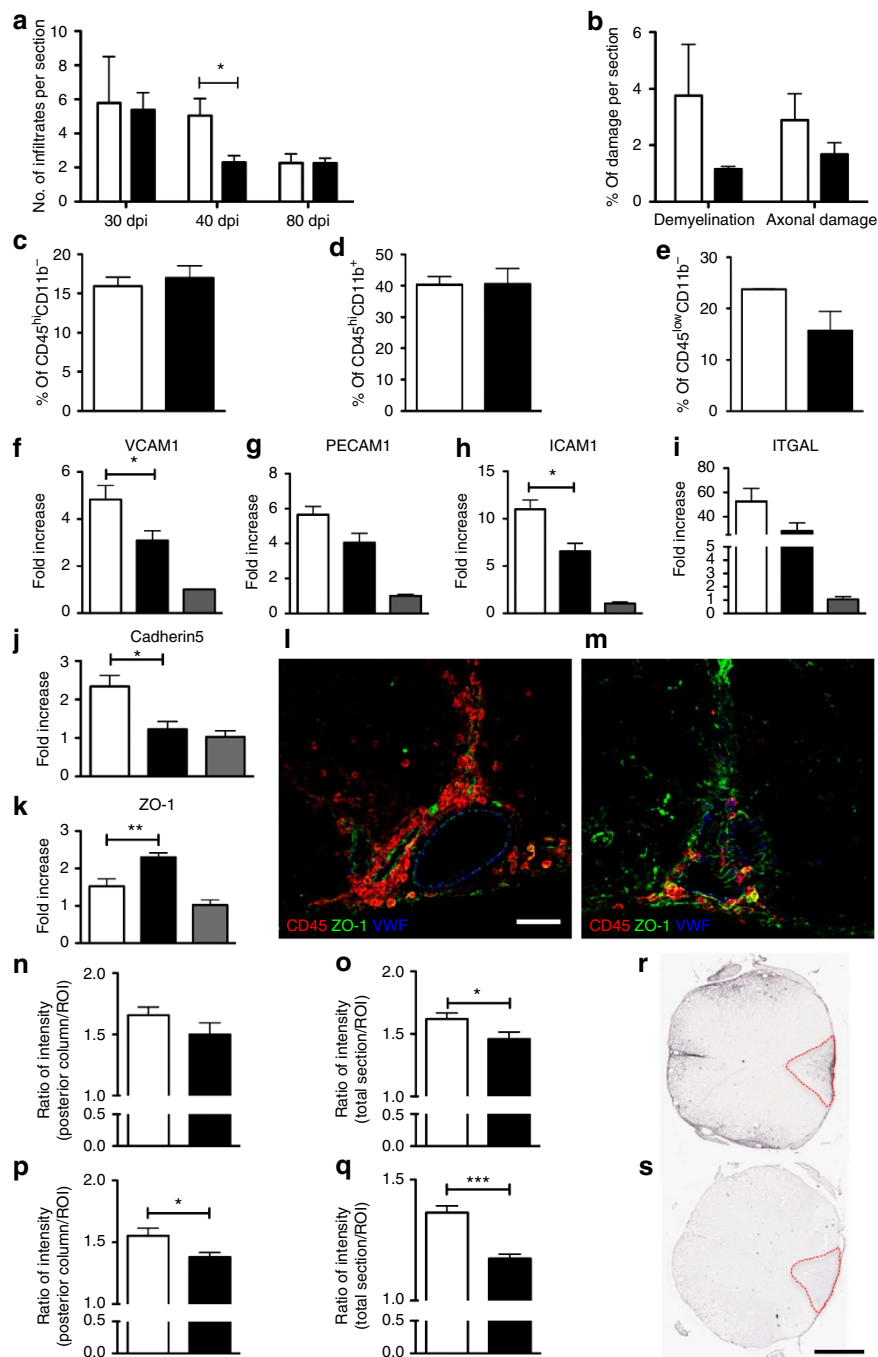 a
No. of infiltrates per section
10
8
6
4
2
0
*
30 dpi 40 dpi 80 dpi
b
% Of damage per section
6
4
2
0
Demyelination Axonal damage
c
% Of CD45hiCD11b−
20
15
10
5
0
d
% Of CD45hiCD11b+
50
40
30
20
10
0
e
% Of CD45lowCD11b−
30
20
10
0
f
VCAM1
Fold increase
6
4
2
0
*
g
PECAM1
Fold increase
8
6
4
2
0
h
ICAM1
Fold increase
15
10
5
0
*
i
ITGAL
Fold increase
80
60
40
5
4
3
2
1
0
j
Cadherin5
Fold increase
3
2
1
0
*
k
ZO-1
Fold increase
3
2
1
0
**
l
CD45 ZO-1 VWF
m
CD45 ZO-1 VWF
n
Ratio of intensity
(posterior column/ROI)
2.0
1.5
1.0
0.5
0.0
o
Ratio of intensity
(total section/ROI)
2.0
1.5
1.0
0.5
0.0
*
p
Ratio of intensity
(posterior column/ROI)
2.0
1.5
1.0
0.5
0.0
*
q
Ratio of intensity
(total section/ROI)
1.5
1.0
0.5
0.0
***
r
s